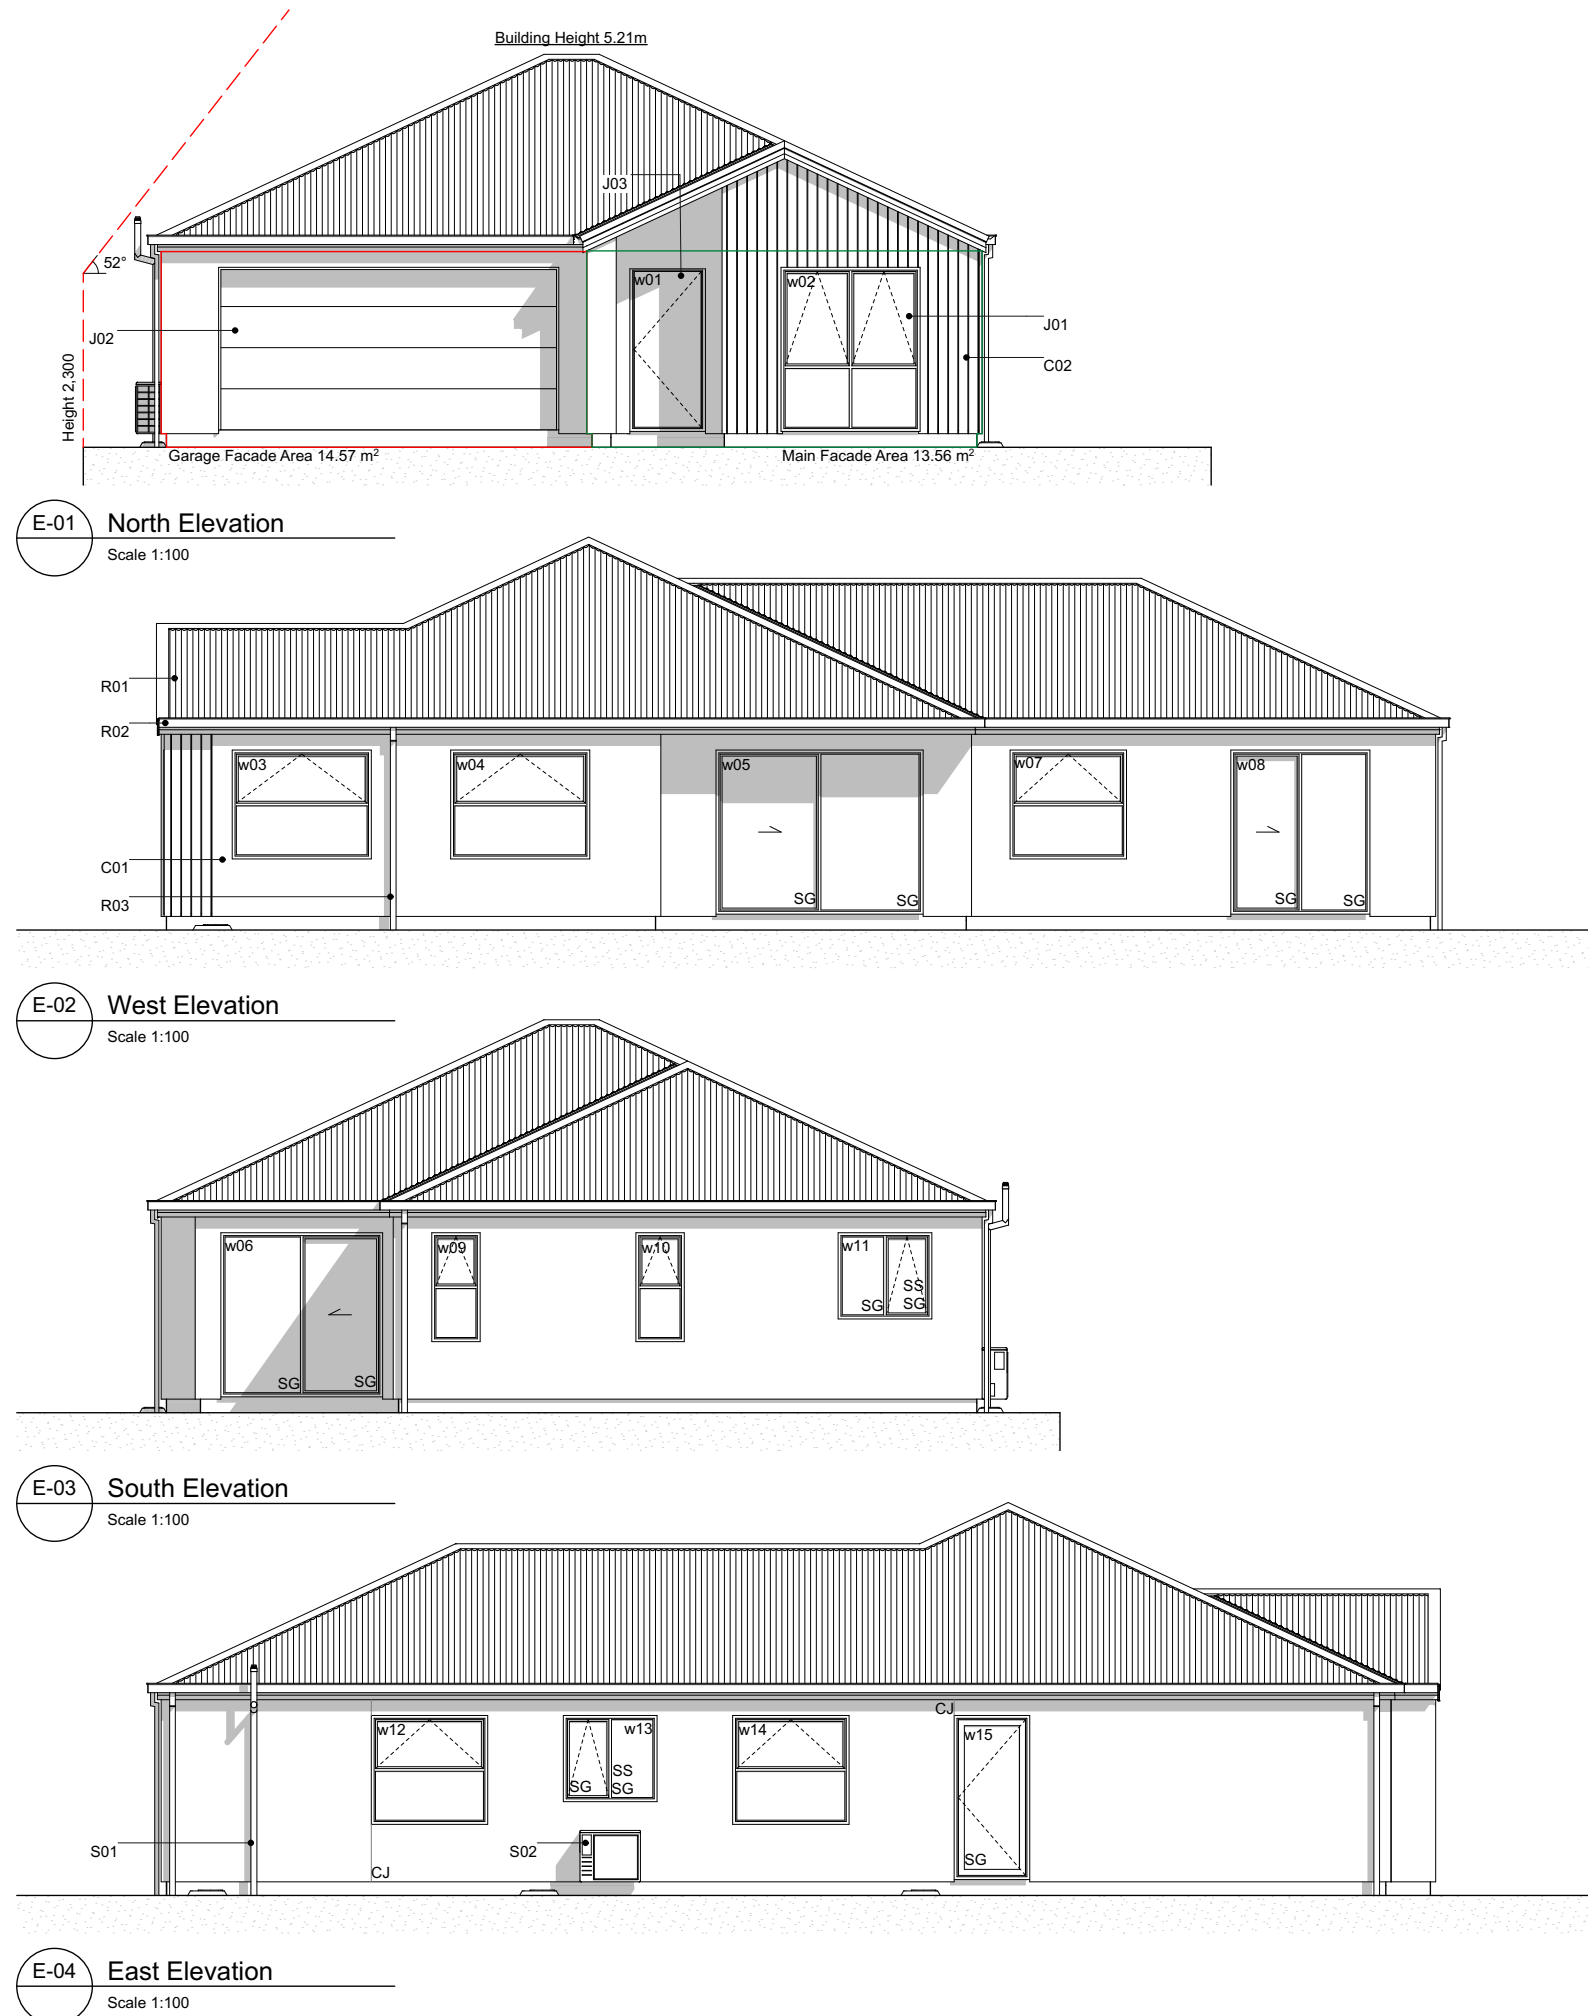 Building Height 5.21m
J03
52°
w01
w02
J02
J01
C02
Height 2,300
Garage Facade Area 14.57 m²
Main Facade Area 13.56 m²
E-01
North Elevation
Scale 1:100
R01
R02
w03
w04
w05
w07
w08
C01
R03
SG
SG
SG
SG
E-02
West Elevation
Scale 1:100
w06
w09
w10
w11
SS
SG
SG
SG
SG
E-03
South Elevation
Scale 1:100
CJ
w12
w13
w14
w15
SS
SG
SG
S01
S02
SG
CJ
E-04
East Elevation
Scale 1:100